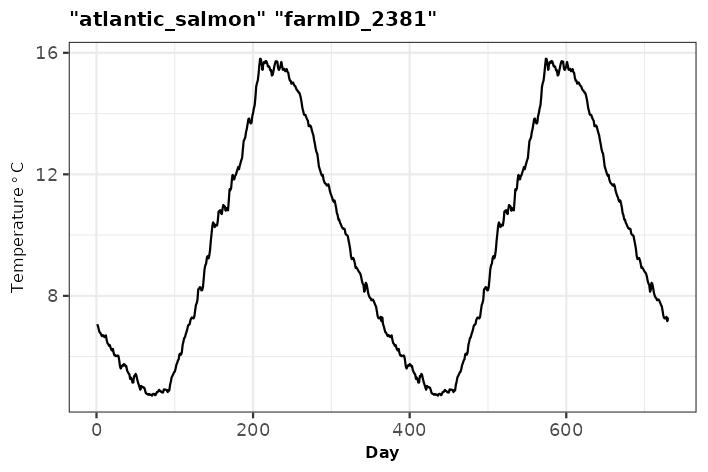 "atlantic_salmon" "farmID_2381"
16
12
8
Temperature°C
0 200 400 600
Day